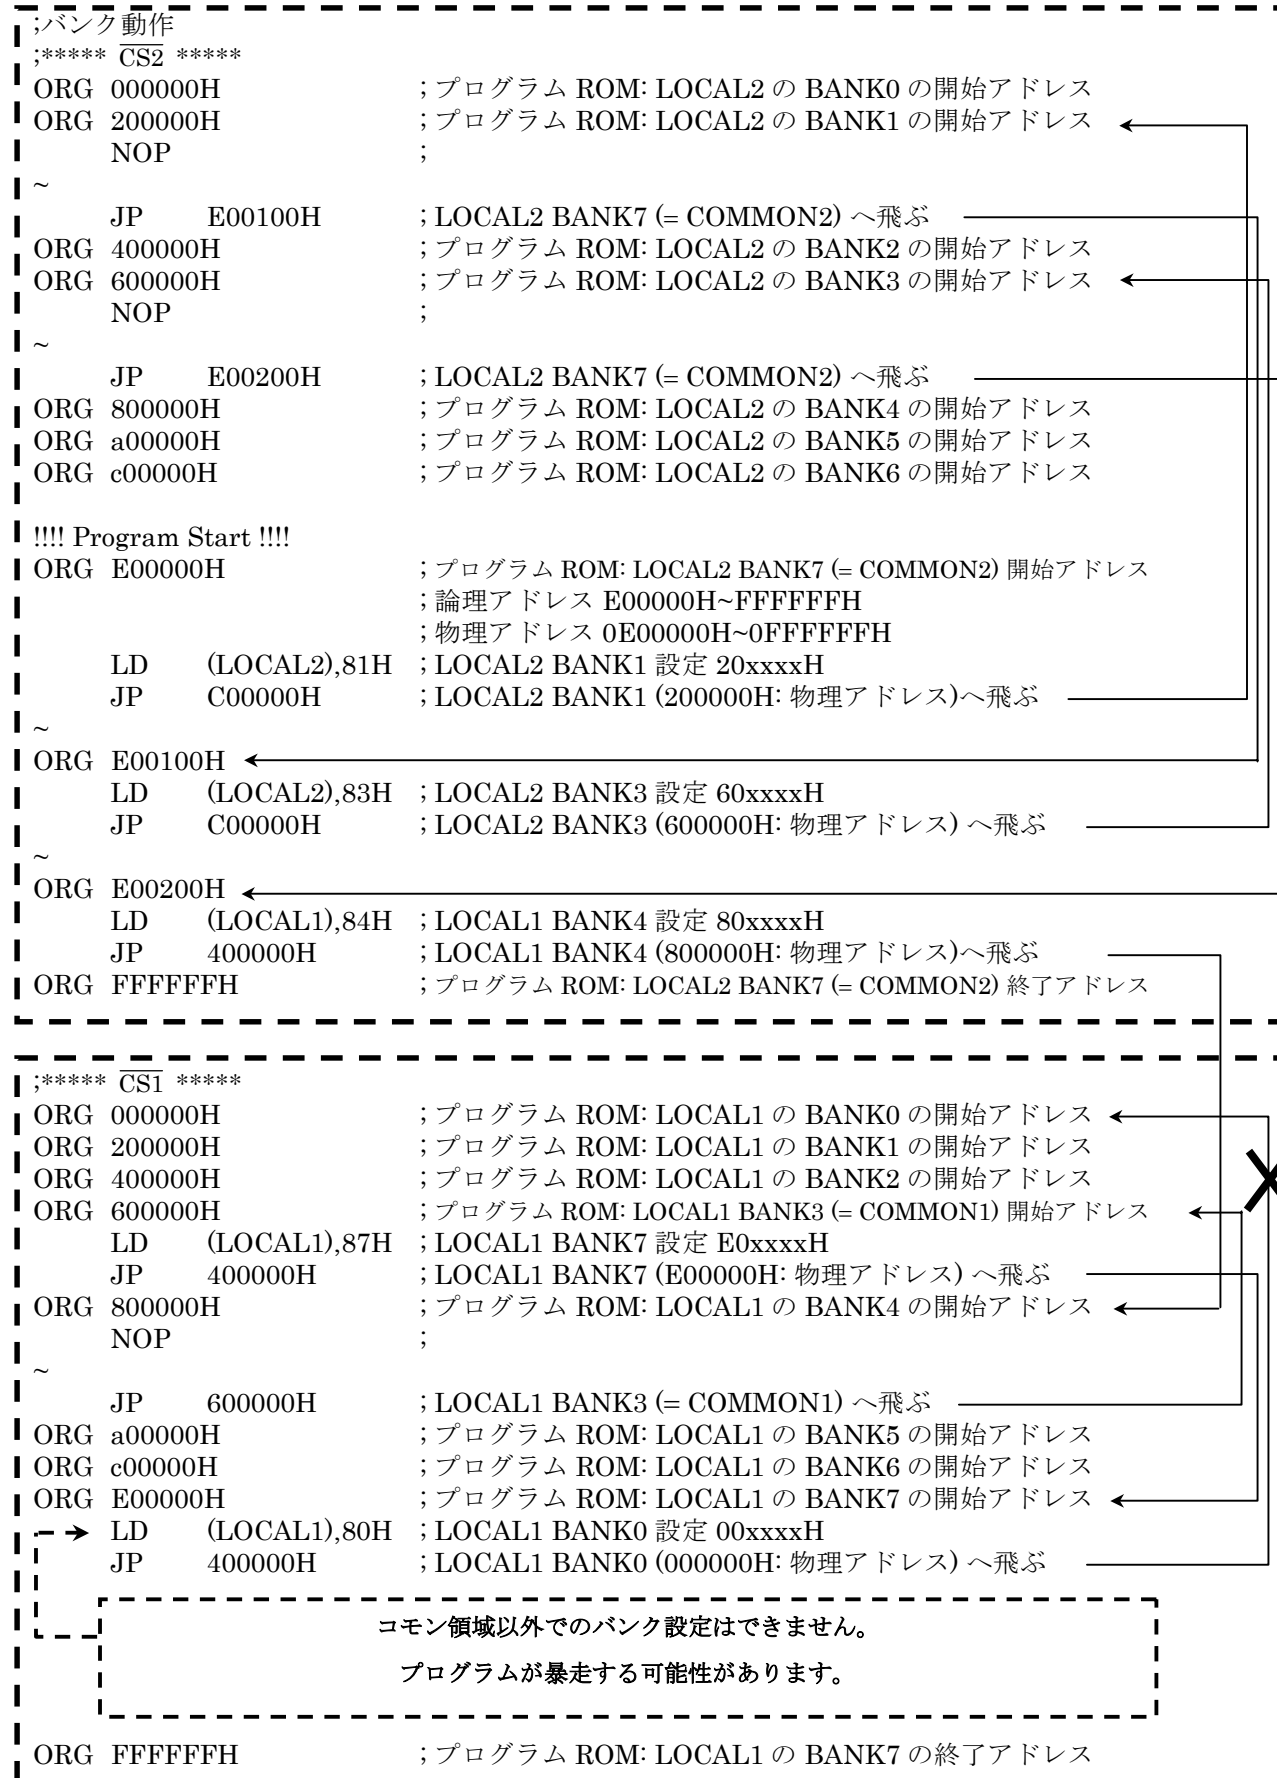 ;バンク動作
;***** CS2 *****
ORG 000000H ;プログラム ROM: LOCAL2 の BANK0 の開始アドレス
ORG 200000H ;プログラム ROM: LOCAL2 の BANK1 の開始アドレス
NOP ;
~
JP E00100H ; LOCAL2 BANK7 (= COMMON2) へ飛ぶ
ORG 400000H ;プログラム ROM: LOCAL2 の BANK2 の開始アドレス
ORG 600000H ;プログラム ROM: LOCAL2 の BANK3 の開始アドレス
NOP ;
~
JP E00200H ; LOCAL2 BANK7 (= COMMON2) へ飛ぶ
ORG 800000H ;プログラム ROM: LOCAL2 の BANK4 の開始アドレス
ORG a00000H ;プログラム ROM: LOCAL2 の BANK5 の開始アドレス
ORG c00000H ;プログラム ROM: LOCAL2 の BANK6 の開始アドレス
!!!! Program Start !!!!
ORG E00000H ;プログラム ROM: LOCAL2 BANK7 (= COMMON2) 開始アドレス
;論理アドレス E00000H~FFFFFFH
;物理アドレス 0E00000H~0FFFFFFH
LD (LOCAL2),81H ; LOCAL2 BANK1 設定 20xxxxH
JP C00000H ; LOCAL2 BANK1 (200000H: 物理アドレス)へ飛ぶ
~
ORG E00100H
LD (LOCAL2),83H ; LOCAL2 BANK3 設定 60xxxxH
JP C00000H ; LOCAL2 BANK3 (600000H: 物理アドレス) へ飛ぶ
~
ORG E00200H
LD (LOCAL1),84H ; LOCAL1 BANK4 設定 80xxxxH
JP 400000H ; LOCAL1 BANK4 (800000H: 物理アドレス)へ飛ぶ
ORG FFFFFFH ;プログラム ROM: LOCAL2 BANK7 (= COMMON2) 終了アドレス
;***** CS1 *****
ORG 000000H ;プログラム ROM: LOCAL1 の BANK0 の開始アドレス
ORG 200000H ;プログラム ROM: LOCAL1 の BANK1 の開始アドレス
ORG 400000H ;プログラム ROM: LOCAL1 の BANK2 の開始アドレス
ORG 600000H ;プログラム ROM: LOCAL1 BANK3 (= COMMON1) 開始アドレス
LD (LOCAL1),87H ; LOCAL1 BANK7 設定 E0xxxxH
JP 400000H ; LOCAL1 BANK7 (E00000H: 物理アドレス) へ飛ぶ
ORG 800000H ;プログラム ROM: LOCAL1 の BANK4 の開始アドレス
NOP ;
~
JP 600000H ; LOCAL1 BANK3 (= COMMON1) へ飛ぶ
ORG a00000H ;プログラム ROM: LOCAL1 の BANK5 の開始アドレス
ORG c00000H ;プログラム ROM: LOCAL1 の BANK6 の開始アドレス
ORG E00000H ;プログラム ROM: LOCAL1 の BANK7 の開始アドレス
LD (LOCAL1),80H ; LOCAL1 BANK0 設定 00xxxxH
JP 400000H ; LOCAL1 BANK0 (000000H: 物理アドレス) へ飛ぶ
コモン領域以外でのバンク設定はできません。
プログラムが暴走する可能性があります。
ORG FFFFFFH ;プログラム ROM: LOCAL1 の BANK7 の終了アドレス